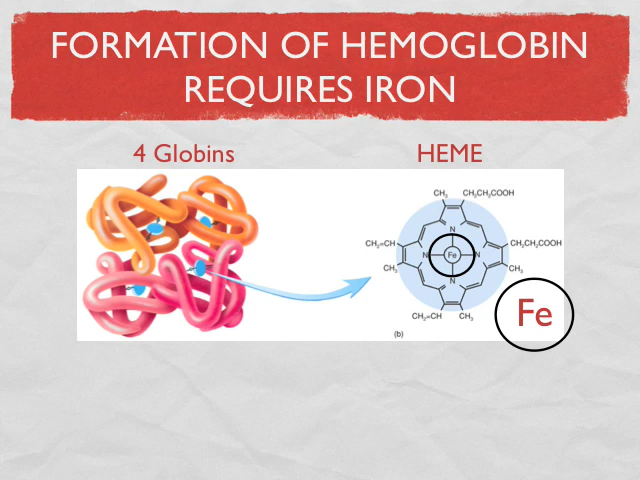 FORMATION OF HEMOGLOBIN
REQUIRES IRON
4 Globins
HEME
CH₃
CH₂CH₂COOH
N
CH₂=CH
CH₂CH₂COOH
N
Fe
N
CH₃
CH₃
N
CH₂=CH
CH₃
Fe
(b)